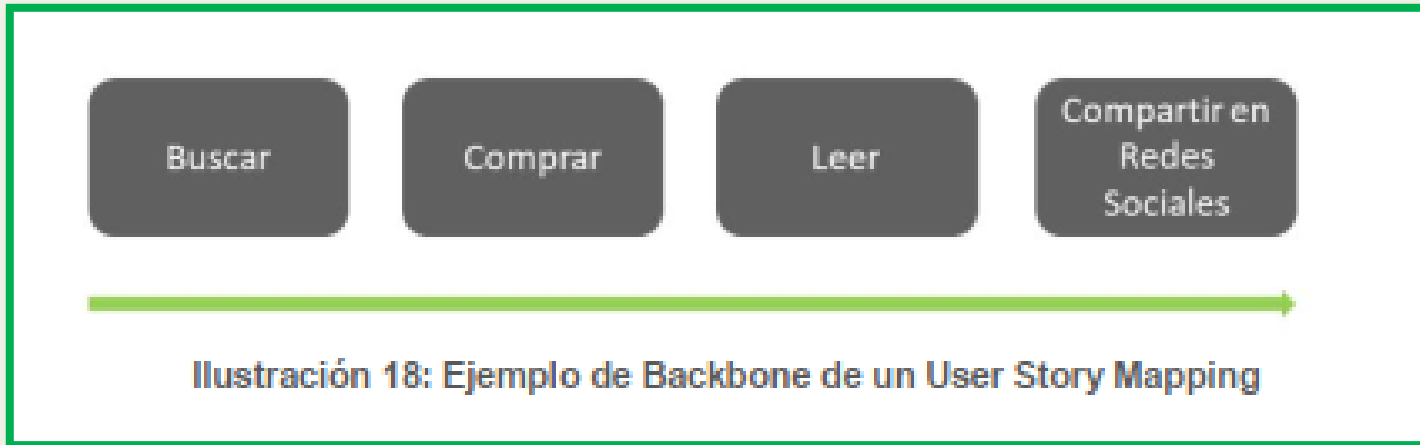 Buscar
Comprar
Leer
Compartir en
Redes
Sociales
Ilustración 18: Ejemplo de Backbone de un User Story Mapping